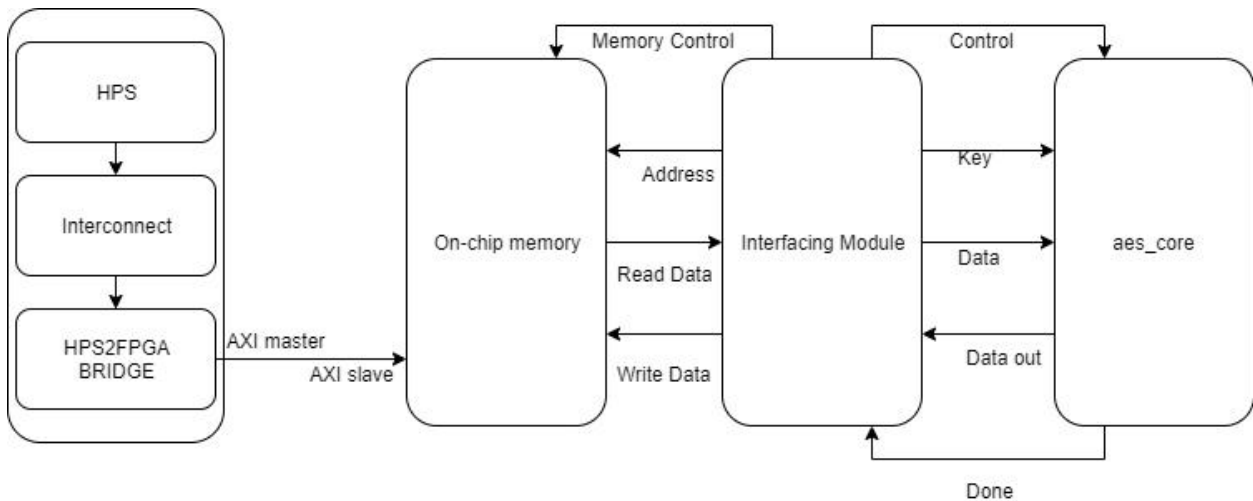 HPS
Interconnect
HPS2FPGA
BRIDGE
AXI master
AXI slave
Memory Control
On-chip memory
Address
Read Data
Write Data
Interfacing Module
Control
Key
Data
Data out
Done
aes_core